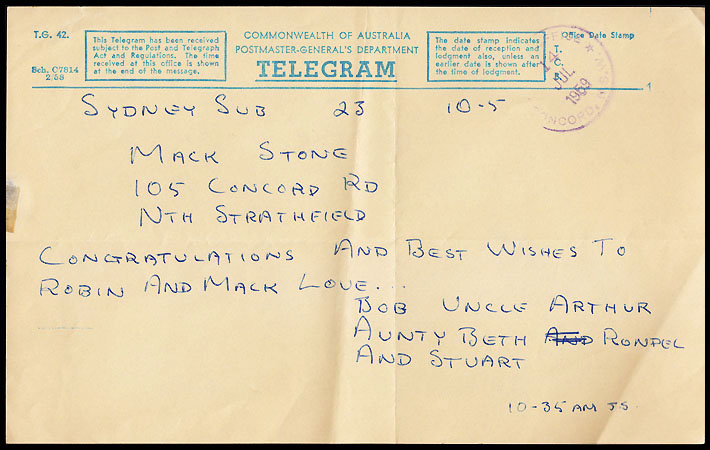 T.G. 42.
Sch. C7814
2/58
This Telegram has been received
subject to the Post and Telegraph
Act and Regulations. The time
received at this office is shown
at the end of the message.
COMMONWEALTH OF AUSTRALIA
POSTMASTER-GENERAL'S DEPARTMENT
TELEGRAM
The date stamp indicates
the date of reception and
lodgment also, unless an
earlier date is shown after
the time of lodgment.
Office Date Stamp
JUL
1959
CONCORD
SYDNEY SUB 23 10-5
MACK STONE
105 CONCORD RD
NTH STRATHFIELD
CONGRATULATIONS AND BEST WISHES TO
ROBIN AND MACK LOVE...
BOB UNCLE ARTHUR
AUNTY BETH AND RONDEL
AND STUART
10-35 AM JS